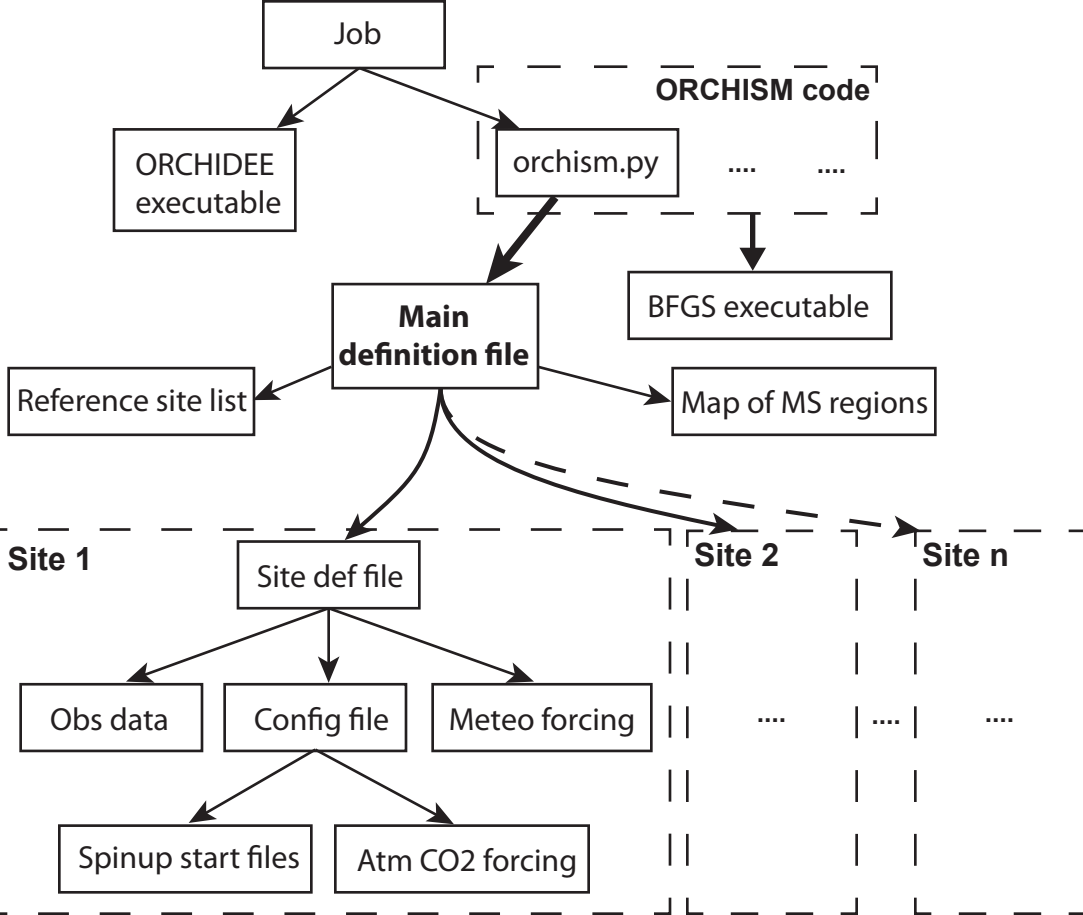 Job
ORCHISM code
ORCHIDEE
executable
orchism.py
....
....
BFGS executable
Main
definition file
Reference site list
Map of MS regions
Site 1
Site def file
Site 2
Site n
Obs data
Config file
Meteo forcing
....
....
....
Spinup start files
Atm CO2 forcing